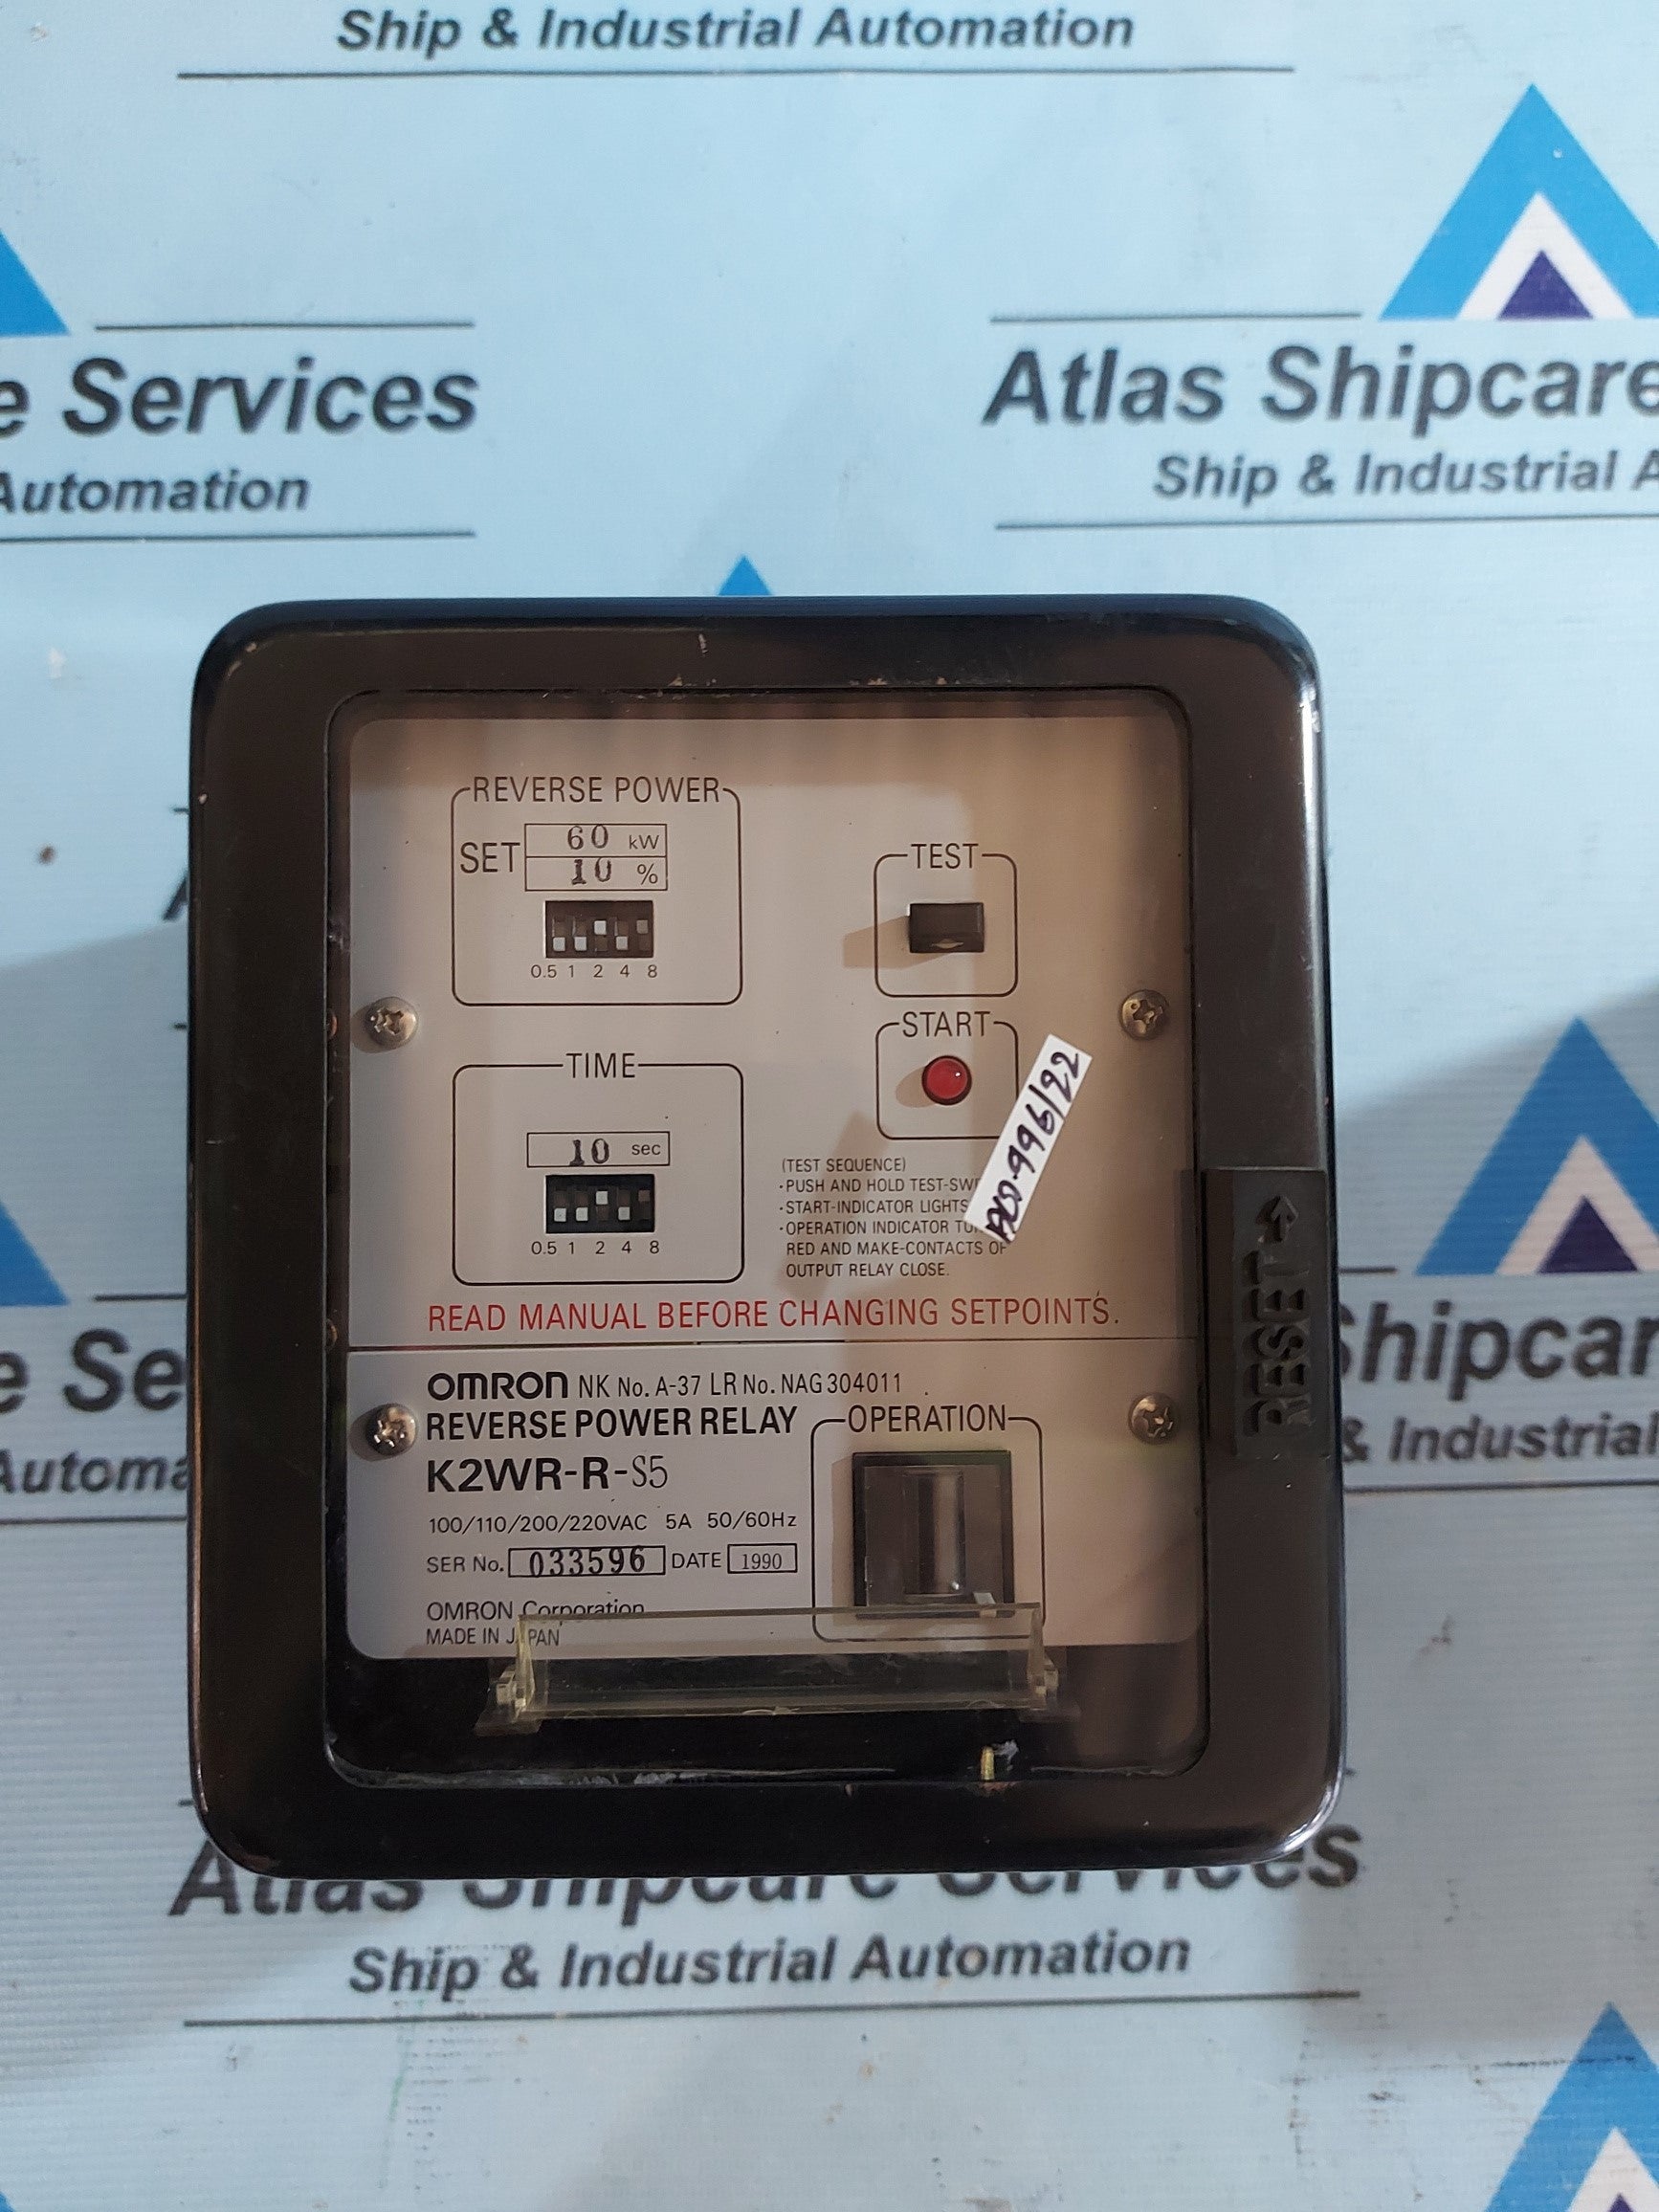 Ship & Industrial Automation
e Services
Automation
Atlas Shipcare
Ship & Industrial A
REVERSE POWER
SET 60 kW
10 %
0.5 1 2 4 8
TEST
START
TIME
10 sec
0.5 1 2 4 8
(TEST SEQUENCE)
·PUSH AND HOLD TEST-SW
·START-INDICATOR LIGHTS
·OPERATION INDICATOR TU
RED AND MAKE-CONTACTS OF
OUTPUT RELAY CLOSE.
READ MANUAL BEFORE CHANGING SETPOINTS.
RESET
OMRON NK No. A-37 LR No. NAG 304011
REVERSE POWER RELAY
K2WR-R-S5
100/110/200/220VAC 5A 50/60Hz
SER No. 033596 DATE 1990
OMRON Corporation
MADE IN JAPAN
OPERATION
e Se
Automa
Shipcar
& Industrial
Atlas Shipcare Services
Ship & Industrial Automation